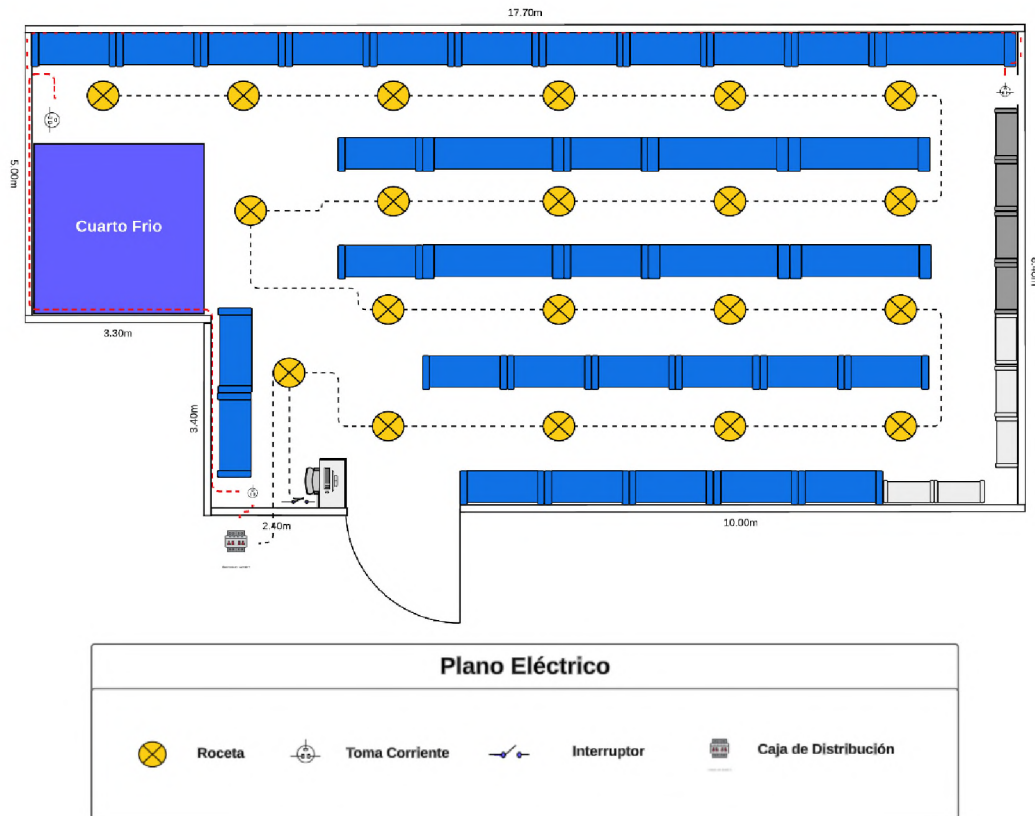 17.70m
5.00m
Cuarto Frio
3.30m
3.40m
2.40m
10.00m
Plano Eléctrico
Roceta
Toma Corriente
Interruptor
Caja de Distribución